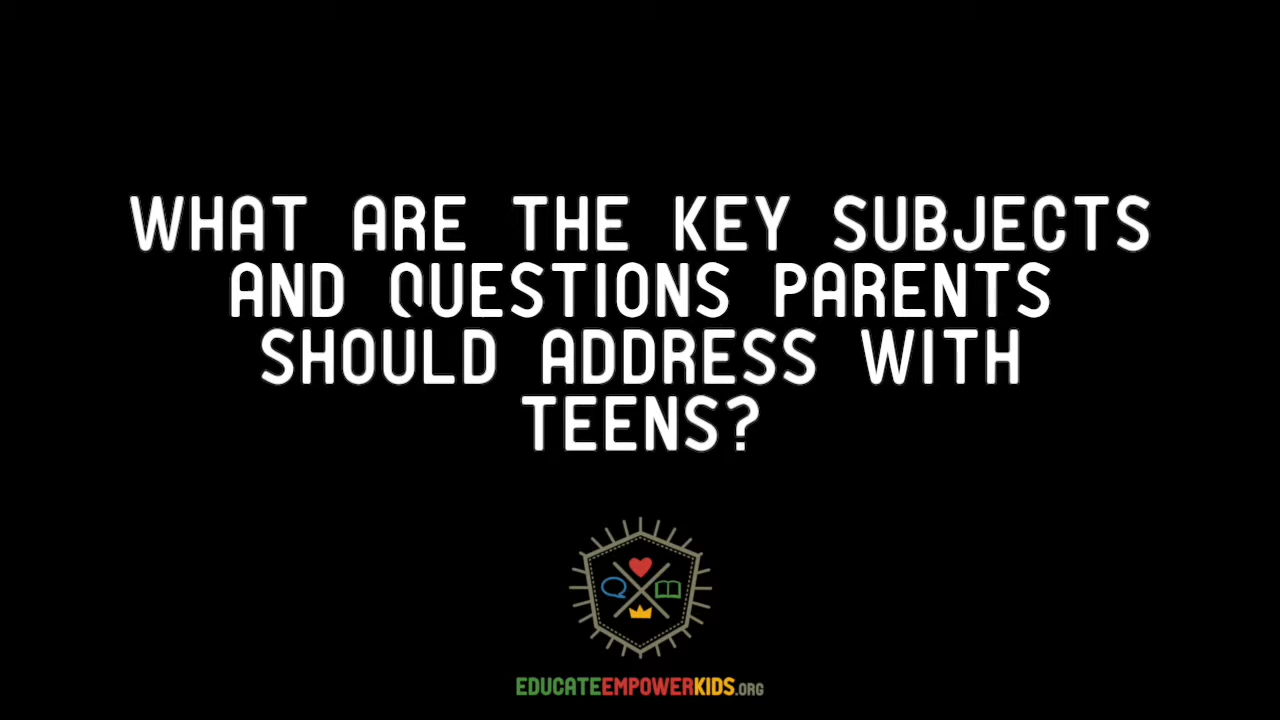 WHAT ARE THE KEY SUBJECTS
AND QUESTIONS PARENTS
SHOULD ADDRESS WITH
TEENS?
EDUCATEEMPOWERKIDS.ORG